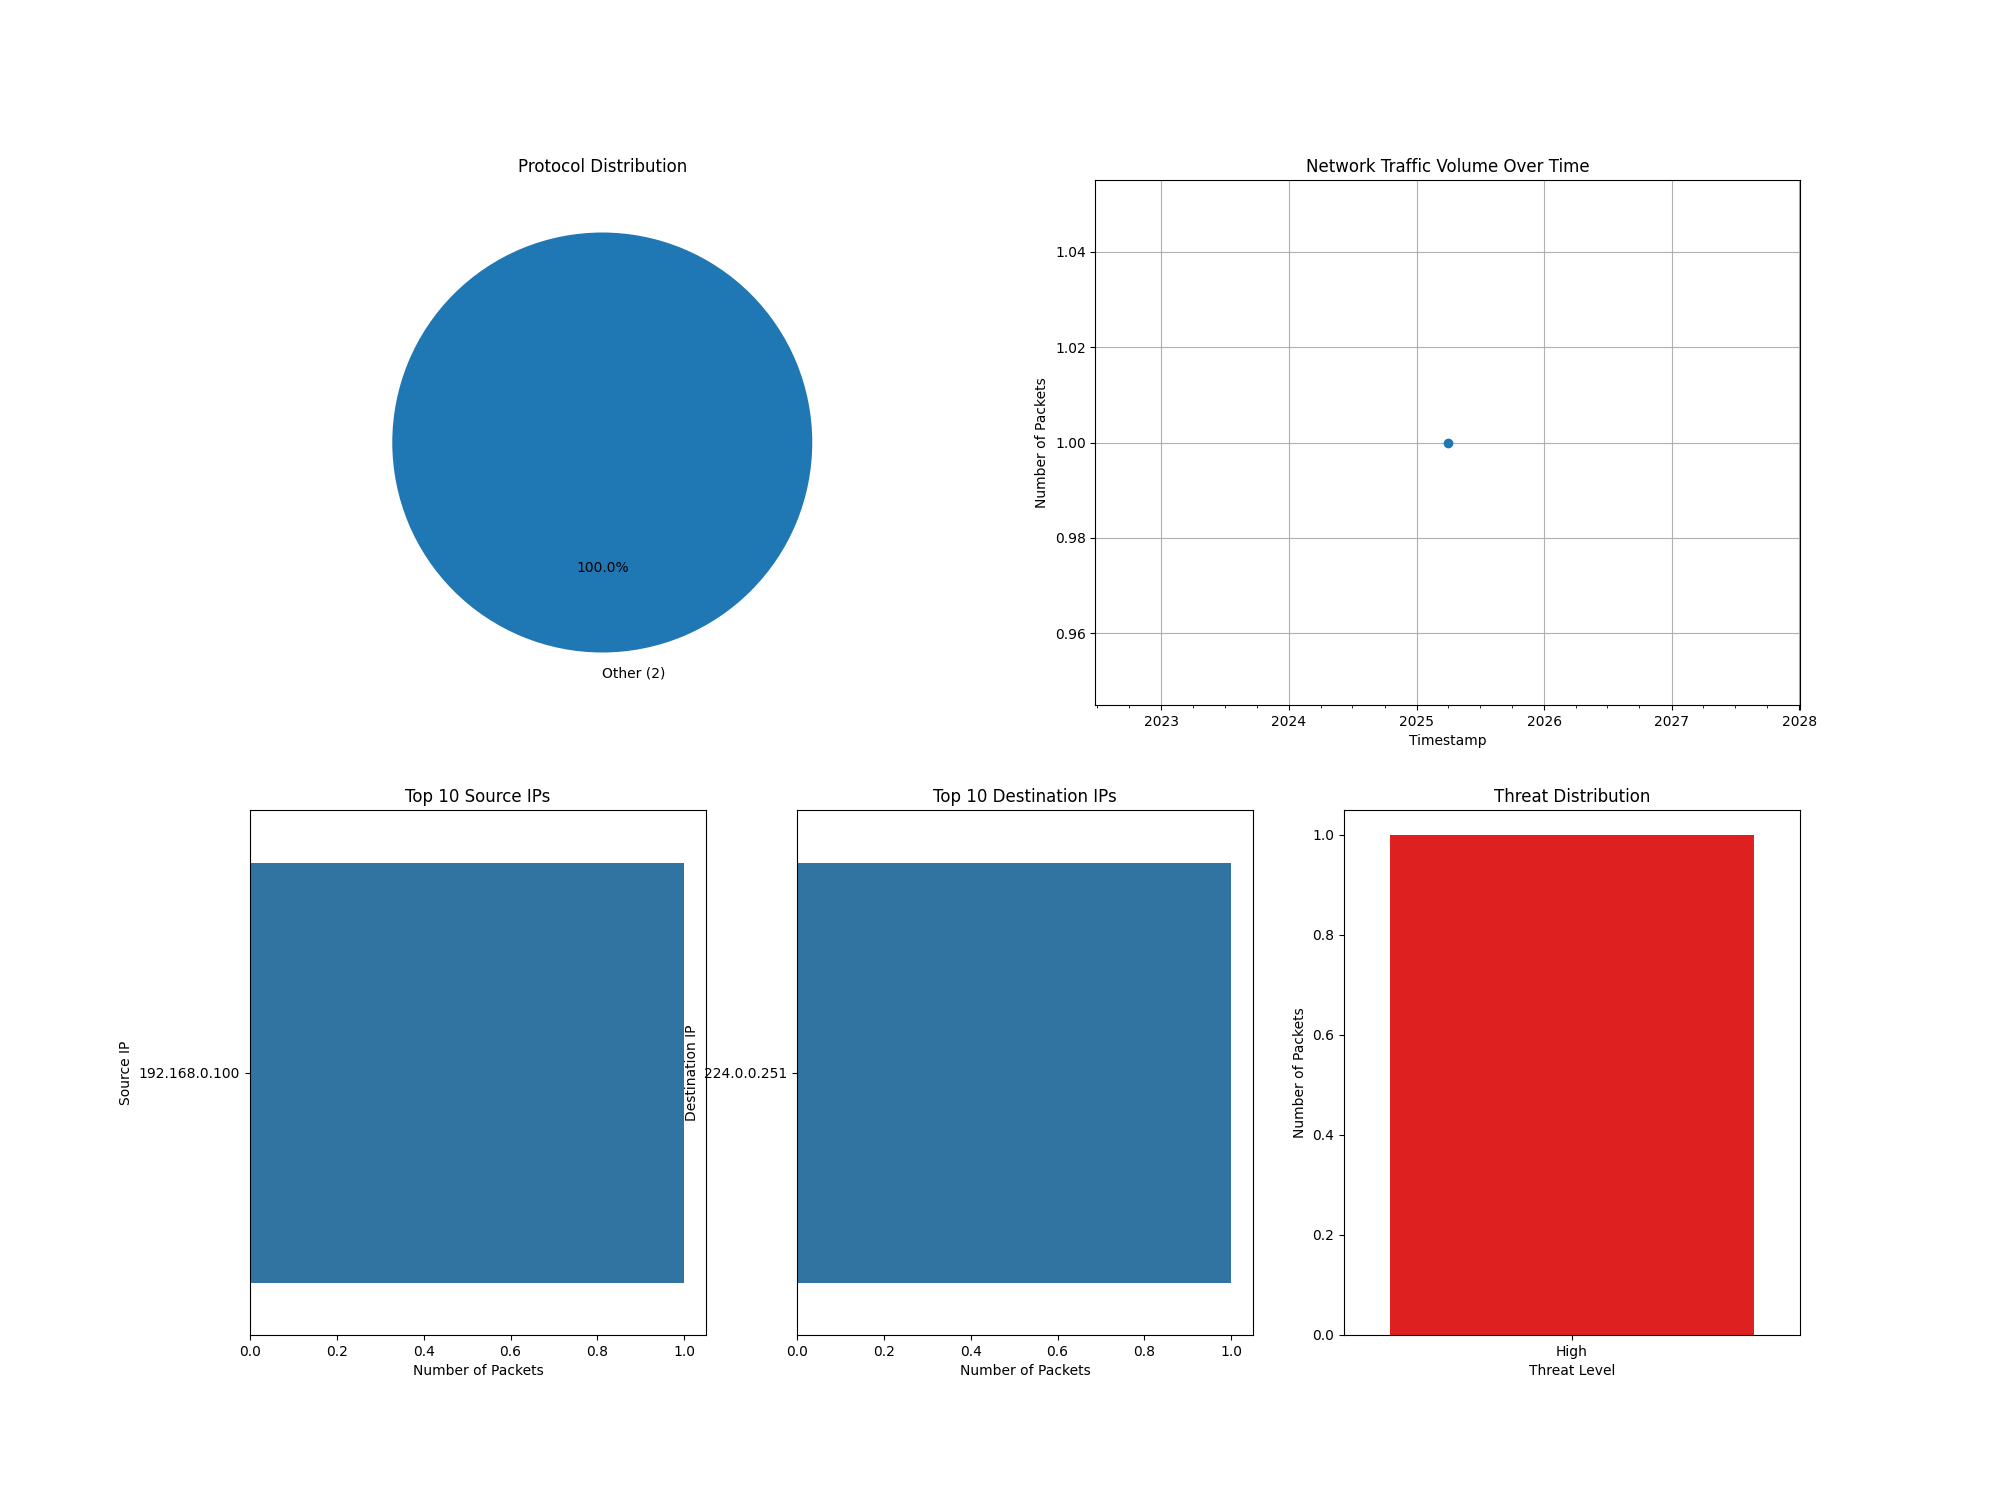 Protocol Distribution
100.0%
Other (2)
Network Traffic Volume Over Time
Number of Packets
1.04
1.02
1.00
0.98
0.96
2023 2024 2025 2026 2027 2028
Timestamp
Top 10 Source IPs
Source IP
192.168.0.100
0.0 0.2 0.4 0.6 0.8 1.0
Number of Packets
Top 10 Destination IPs
Destination IP
224.0.0.251
0.0 0.2 0.4 0.6 0.8 1.0
Number of Packets
Threat Distribution
Number of Packets
1.0
0.8
0.6
0.4
0.2
0.0
High
Threat Level